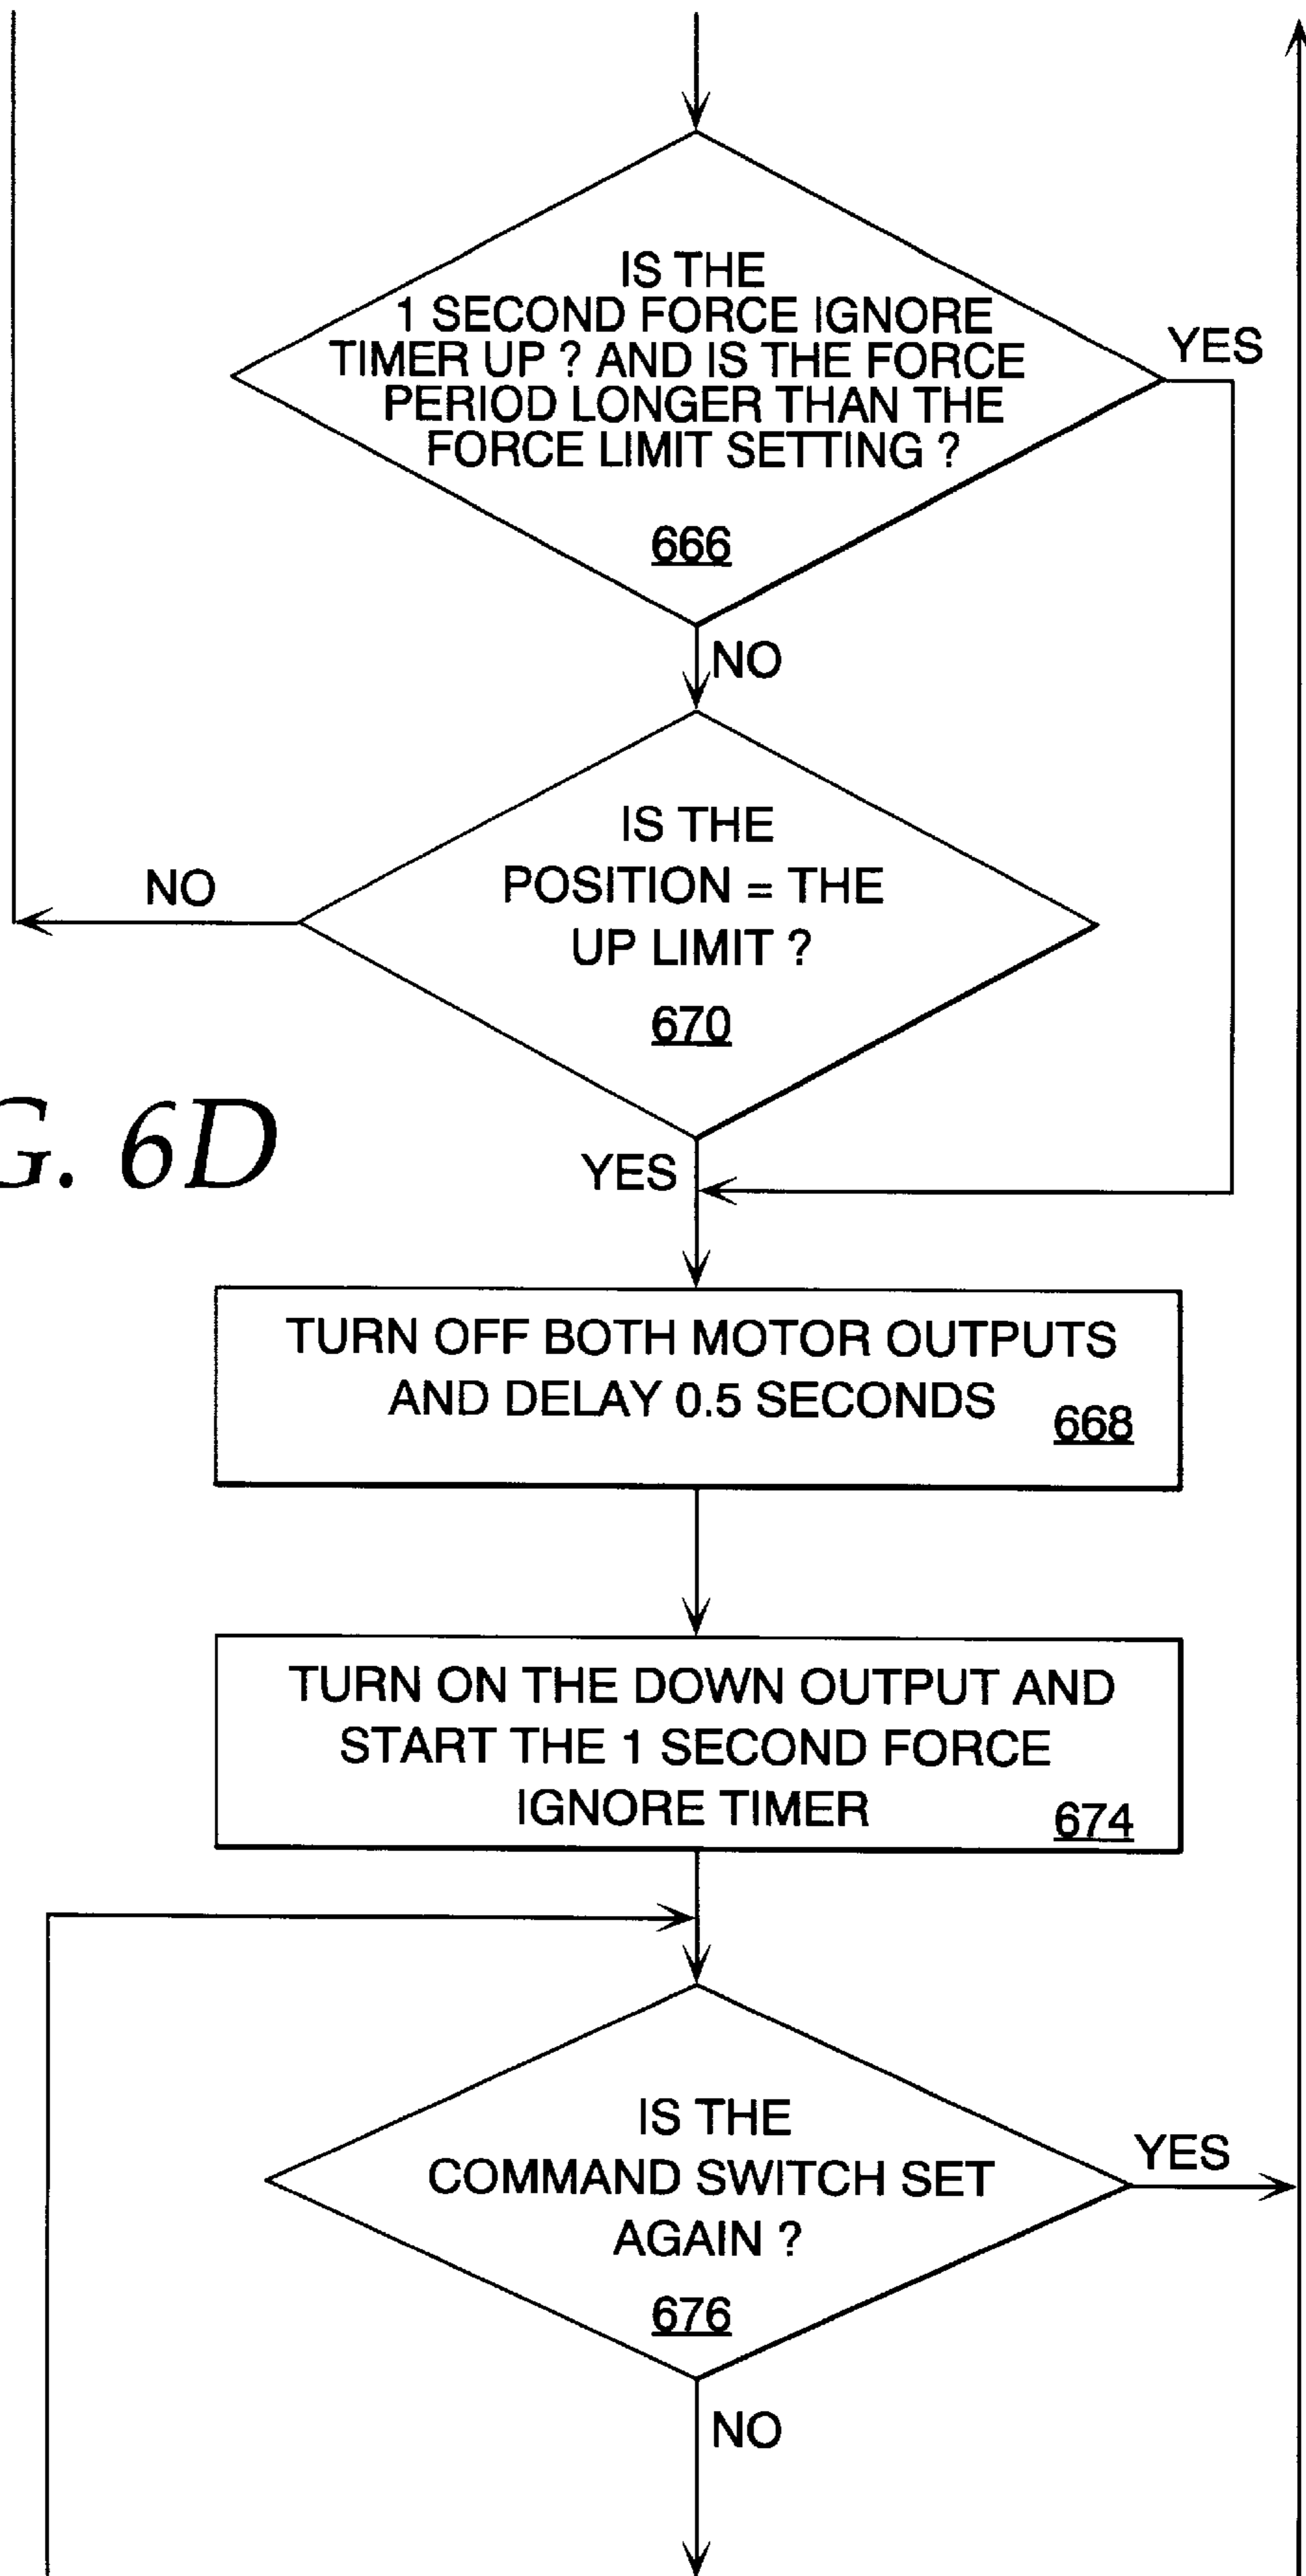 IS THE
1 SECOND FORCE IGNORE
TIMER UP ? AND IS THE FORCE
PERIOD LONGER THAN THE
FORCE LIMIT SETTING ?
666
YES
NO
IS THE
POSITION = THE
UP LIMIT ?
670
NO
YES
G. 6D
TURN OFF BOTH MOTOR OUTPUTS
AND DELAY 0.5 SECONDS
668
TURN ON THE DOWN OUTPUT AND
START THE 1 SECOND FORCE
IGNORE TIMER
674
IS THE
COMMAND SWITCH SET
AGAIN ?
676
YES
NO